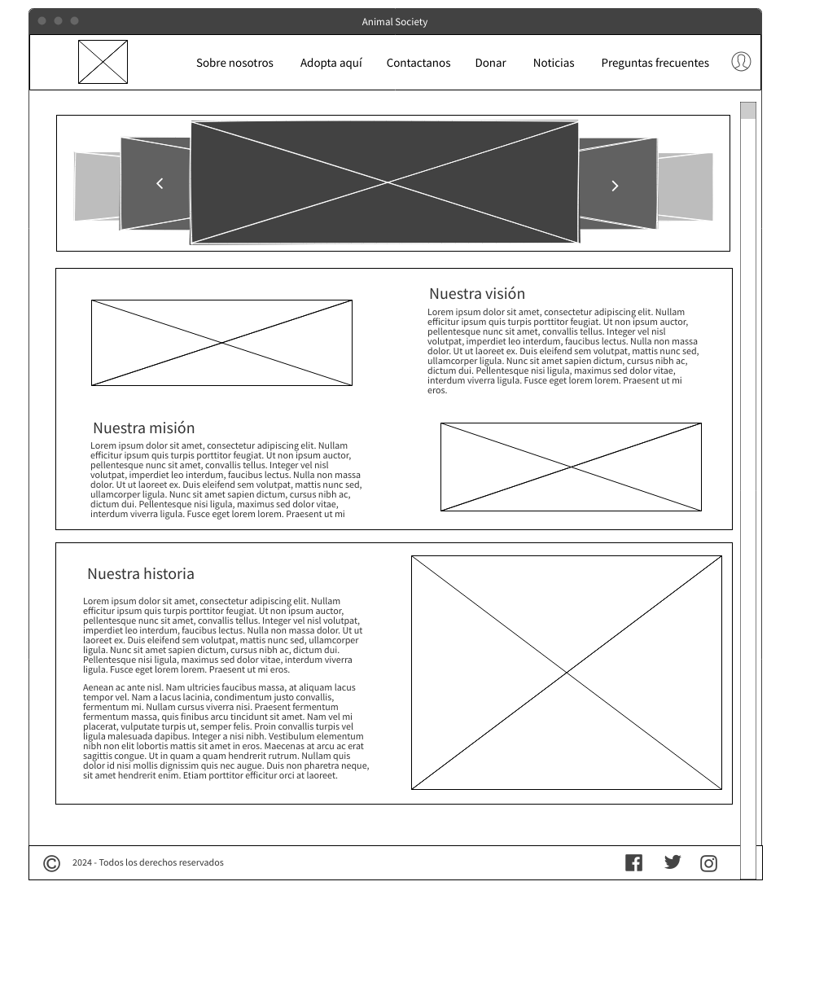 Animal Society
Sobre nosotros Adopta aquí Contactanos Donar Noticias Preguntas frecuentes
Nuestra visión
Lorem ipsum dolor sit amet, consectetur adipiscing elit. Nullam
efficitur ipsum quis turpis porttitor feugiat. Ut non ipsum auctor,
pellentesque nunc sit amet, convallis tellus. Integer vel nisl
volutpat, imperdiet leo interdum, faucibus lectus. Nulla non massa
dolor. Ut ut laoreet ex. Duis eleifend sem volutpat, mattis nunc sed,
ullamcorper ligula. Nunc sit amet sapien dictum, cursus nibh ac,
dictum dui. Pellentesque nisi ligula, maximus sed dolor vitae,
interdum viverra ligula. Fusce eget lorem lorem. Praesent ut mi
eros.
Nuestra misión
Lorem ipsum dolor sit amet, consectetur adipiscing elit. Nullam
efficitur ipsum quis turpis porttitor feugiat. Ut non ipsum auctor,
pellentesque nunc sit amet, convallis tellus. Integer vel nisl
volutpat, imperdiet leo interdum, faucibus lectus. Nulla non massa
dolor. Ut ut laoreet ex. Duis eleifend sem volutpat, mattis nunc sed,
ullamcorper ligula. Nunc sit amet sapien dictum, cursus nibh ac,
dictum dui. Pellentesque nisi ligula, maximus sed dolor vitae,
interdum viverra ligula. Fusce eget lorem lorem. Praesent ut mi
Nuestra historia
Lorem ipsum dolor sit amet, consectetur adipiscing elit. Nullam
efficitur ipsum quis turpis porttitor feugiat. Ut non ipsum auctor,
pellentesque nunc sit amet, convallis tellus. Integer vel nisl volutpat,
imperdiet leo interdum, faucibus lectus. Nulla non massa dolor. Ut ut
laoreet ex. Duis eleifend sem volutpat, mattis nunc sed, ullamcorper
ligula. Nunc sit amet sapien dictum, cursus nibh ac, dictum dui.
Pellentesque nisi ligula, maximus sed dolor vitae, interdum viverra
ligula. Fusce eget lorem lorem. Praesent ut mi eros.
Aenean ac ante nisl. Nam ultricies faucibus massa, at aliquam lacus
tempor vel. Nam a lacus lacinia, condimentum justo convallis,
fermentum mi. Nullam cursus viverra nisi. Praesent fermentum
fermentum massa, quis finibus arcu tincidunt sit amet. Nam vel mi
placerat, vulputate turpis ut, semper felis. Proin convallis turpis vel
ligula malesuada dapibus. Integer a nisi nibh. Vestibulum elementum
nibh non elit lobortis mattis sit amet in eros. Maecenas at arcu ac erat
sagittis congue. Ut in quam a quam hendrerit rutrum. Nullam quis
dolor id nisi mollis dignissim quis nec augue. Duis non pharetra neque,
sit amet hendrerit enim. Etiam porttitor efficitur orci at laoreet.
© 2024 - Todos los derechos reservados